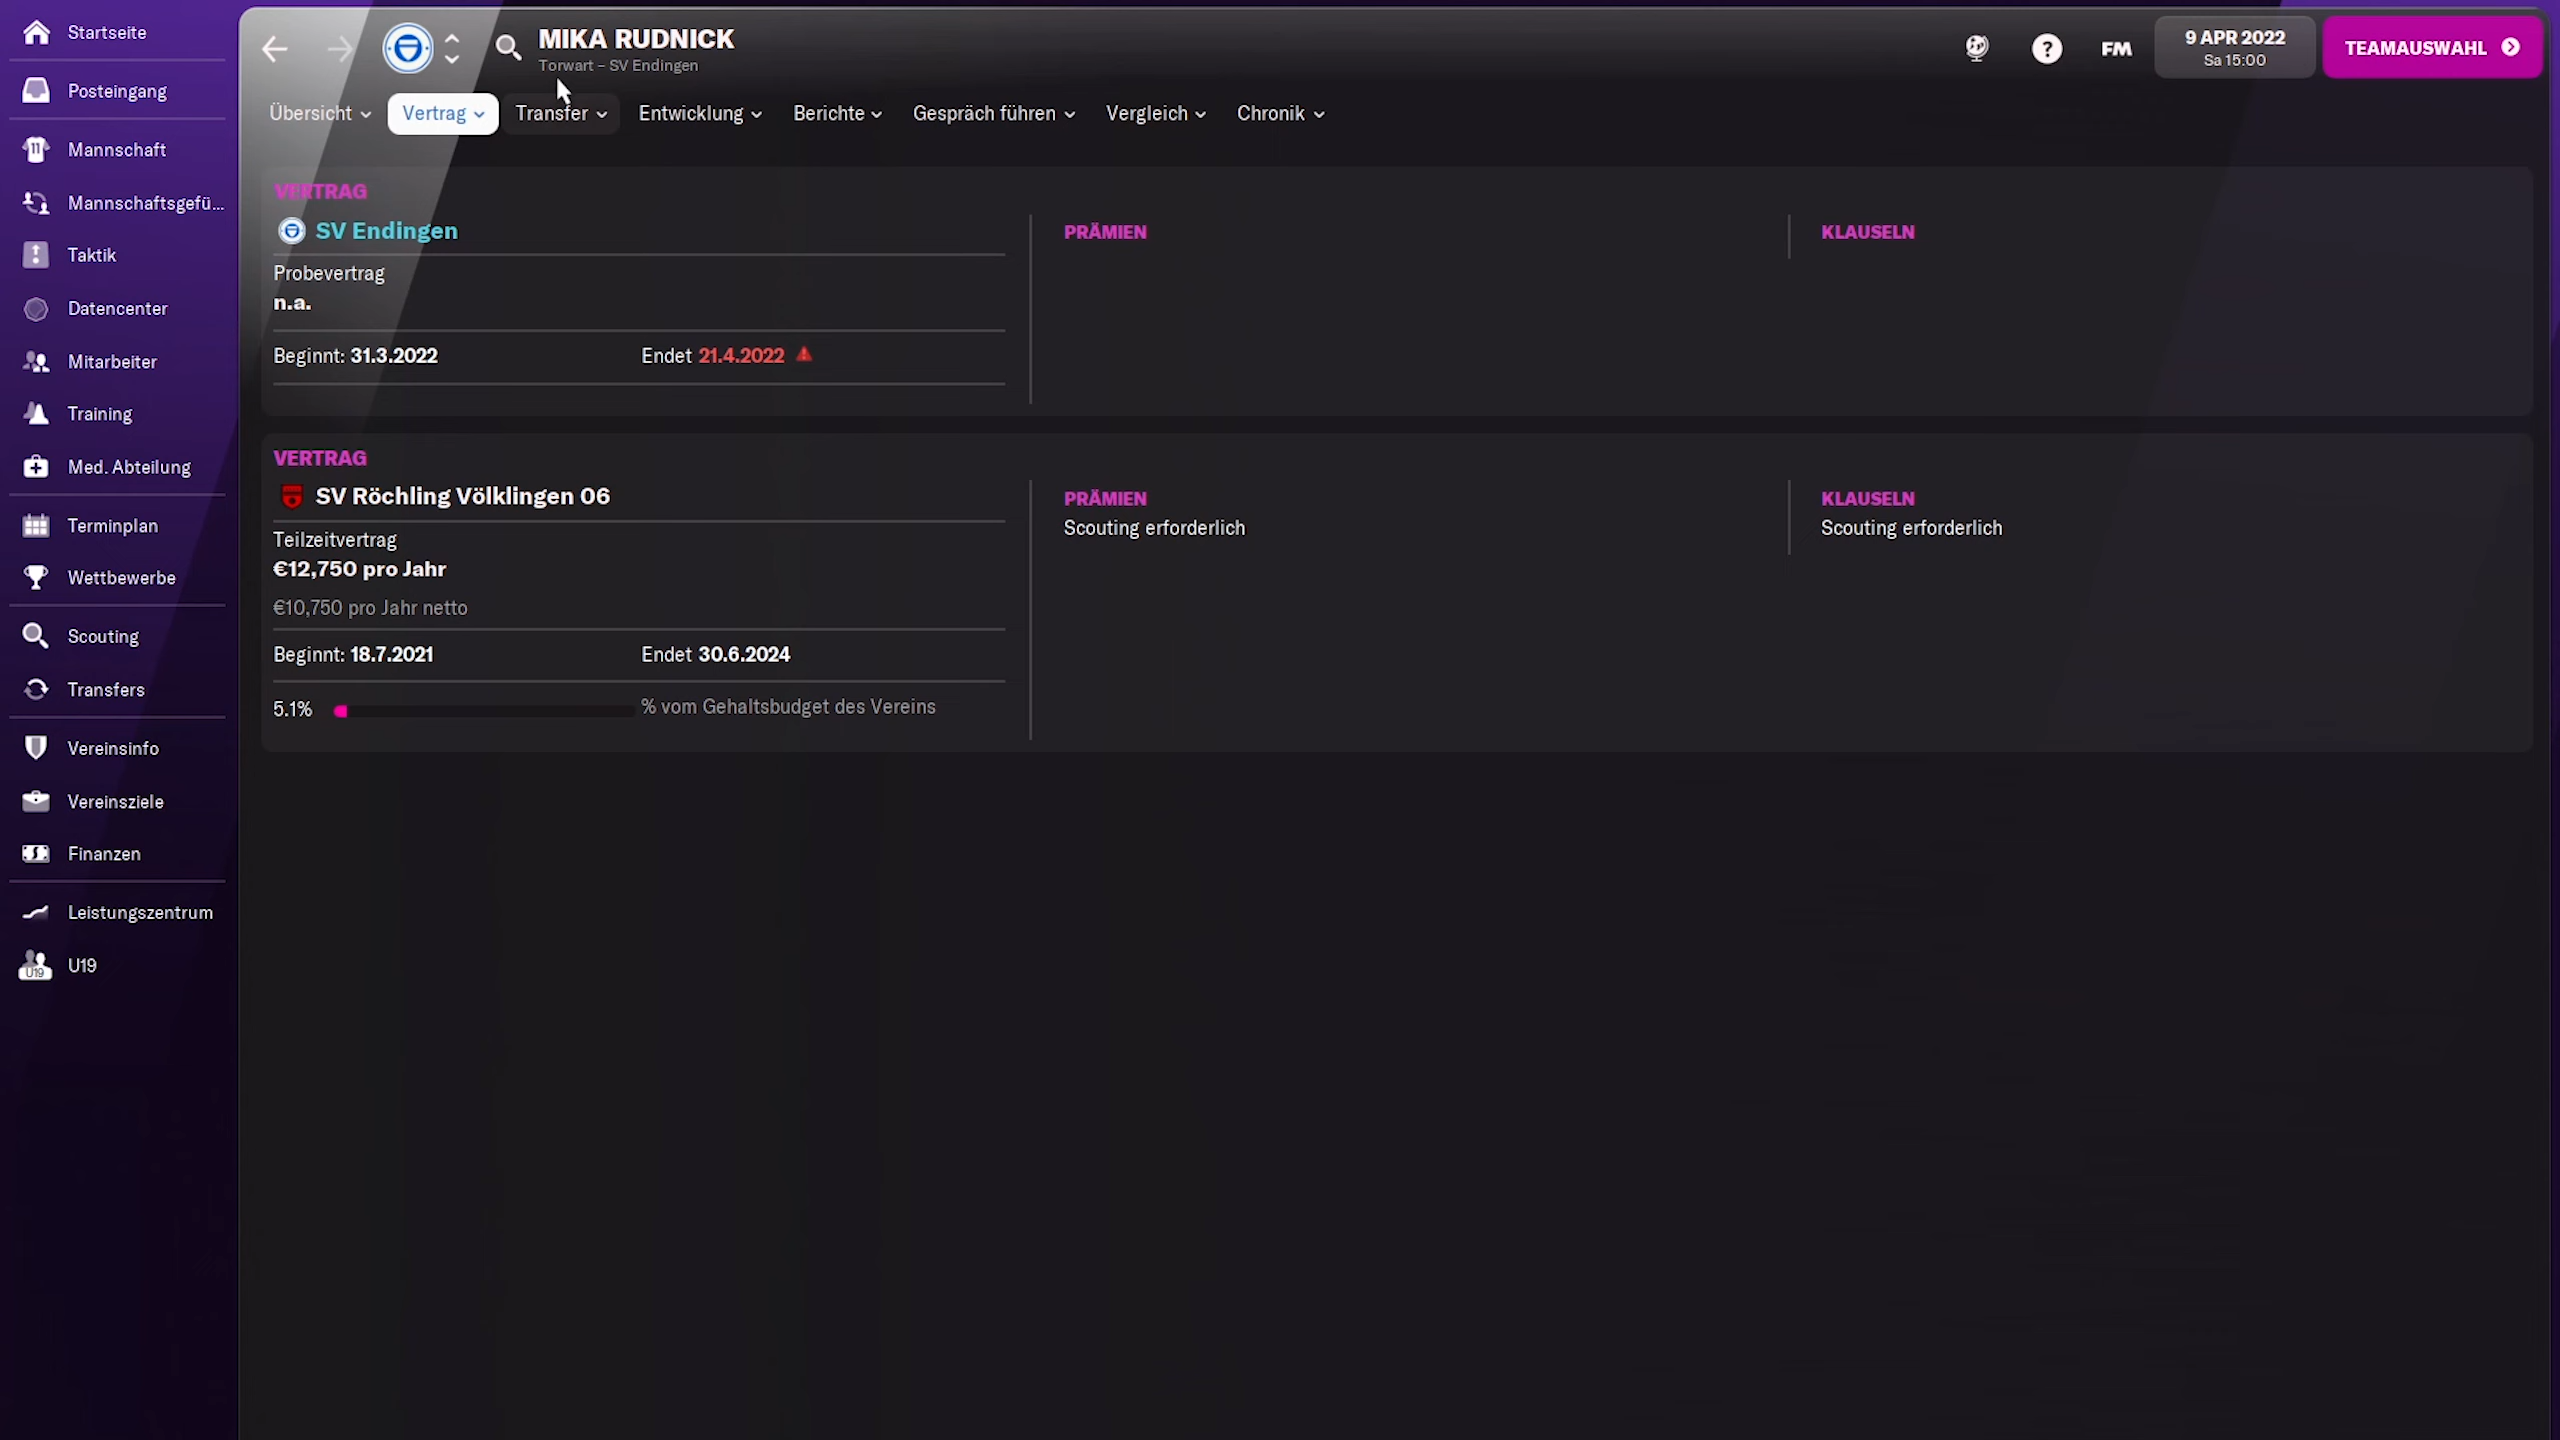 Startseite
Posteingang
Mannschaft
Mannschaftsgefü...
Taktik
Datencenter
Mitarbeiter
Training
Med. Abteilung
Terminplan
Wettbewerbe
Scouting
Transfers
Vereinsinfo
Vereinsziele
Finanzen
Leistungszentrum
U19
U19
MIKA RUDNICK
Torwart – SV Endingen
FM
9 APR 2022
Sa 15:00
TEAMAUSWAHL
Übersicht
Vertrag
Transfer
Entwicklung
Berichte
Gespräch führen
Vergleich
Chronik
VERTRAG
SV Endingen
Probevertrag
n.a.
Beginnt: 31.3.2022
Endet 21.4.2022
PRÄMIEN
KLAUSELN
VERTRAG
SV Röchling Völklingen 06
Teilzeitvertrag
€12,750 pro Jahr
€10,750 pro Jahr netto
Beginnt: 18.7.2021
Endet 30.6.2024
5.1%
% vom Gehaltsbudget des Vereins
PRÄMIEN
Scouting erforderlich
KLAUSELN
Scouting erforderlich